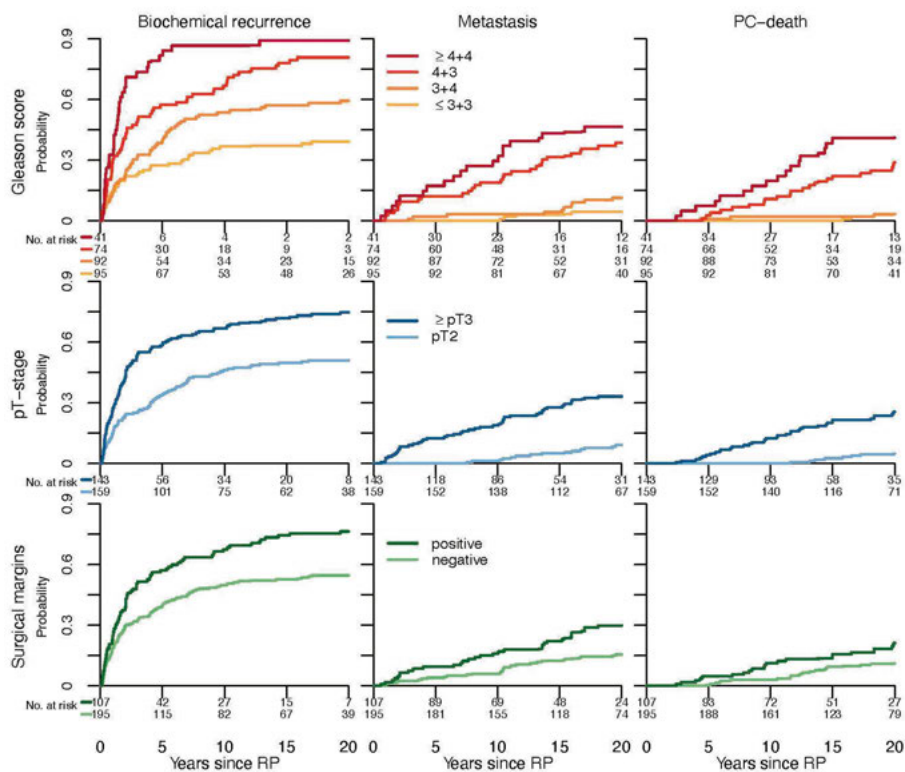 Biochemical recurrence Metastasis PC-death
Gleason score
Probability
0 0.3 0.6 0.9
≥ 4+4
4+3
3+4
≤ 3+3
No. at risk
41 6 4 2 2 41 30 23 16 12 41 34 27 17 13
74 30 18 9 3 74 60 48 31 16 74 66 52 34 19
92 54 34 23 15 92 87 72 52 31 92 88 73 53 34
95 67 53 48 26 95 92 81 67 40 95 92 81 70 41
pT-stage
Probability
0 0.3 0.6 0.9
≥ pT3
pT2
No. at risk
143 56 34 20 8 143 118 86 54 31 143 129 93 58 35
159 101 75 62 38 159 152 138 112 67 159 152 140 116 71
Surgical margins
Probability
0 0.3 0.6 0.9
positive
negative
No. at risk
107 42 27 15 7 107 89 69 48 24 107 93 72 51 27
195 115 82 67 39 195 181 155 118 74 195 188 161 123 79
0 5 10 15 20 0 5 10 15 20 0 5 10 15 20
Years since RP Years since RP Years since RP